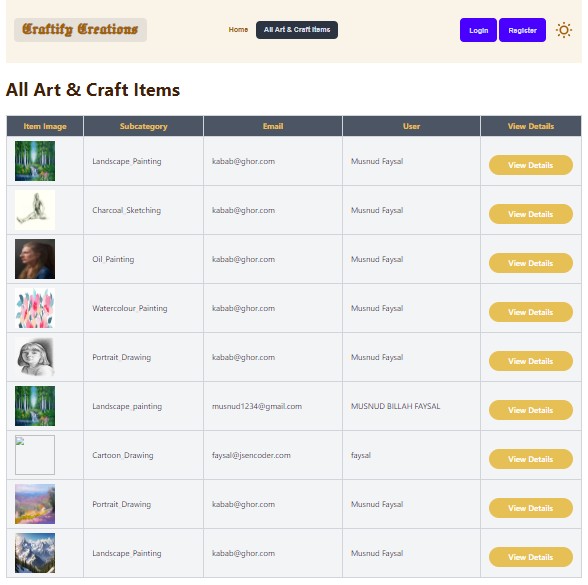 Craftify Creations Home All Art & Craft Items Login Register
All Art & Craft Items
Item Image Subcategory Email User View Details
Landscape_Painting kabab@ghor.com Musnud Faysal View Details
Charcoal_Sketching kabab@ghor.com Musnud Faysal View Details
Oil_Painting kabab@ghor.com Musnud Faysal View Details
Watercolour_Painting kabab@ghor.com Musnud Faysal View Details
Portrait_Drawing kabab@ghor.com Musnud Faysal View Details
Landscape_painting musnud1234@gmail.com MUSNUD BILLAH FAYSAL View Details
Cartoon_Drawing faysal@jsencoder.com faysal View Details
Portrait_Drawing kabab@ghor.com Musnud Faysal View Details
Landscape_Painting kabab@ghor.com Musnud Faysal View Details